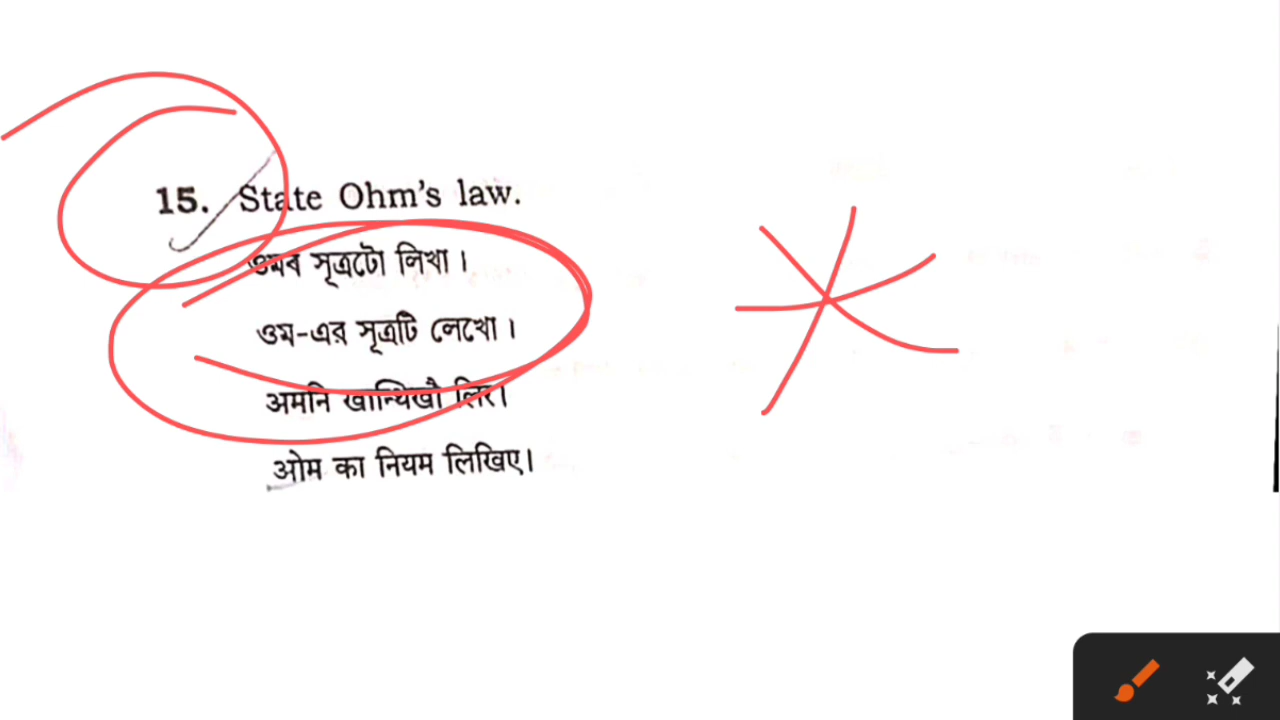 15. State Ohm's law.
ওমৰ সূত্ৰটো লিখা।
ওম-এর সূত্রটি লেখো।
अमनि खान्थिखौ लिर।
ओम का नियम लिखिए।